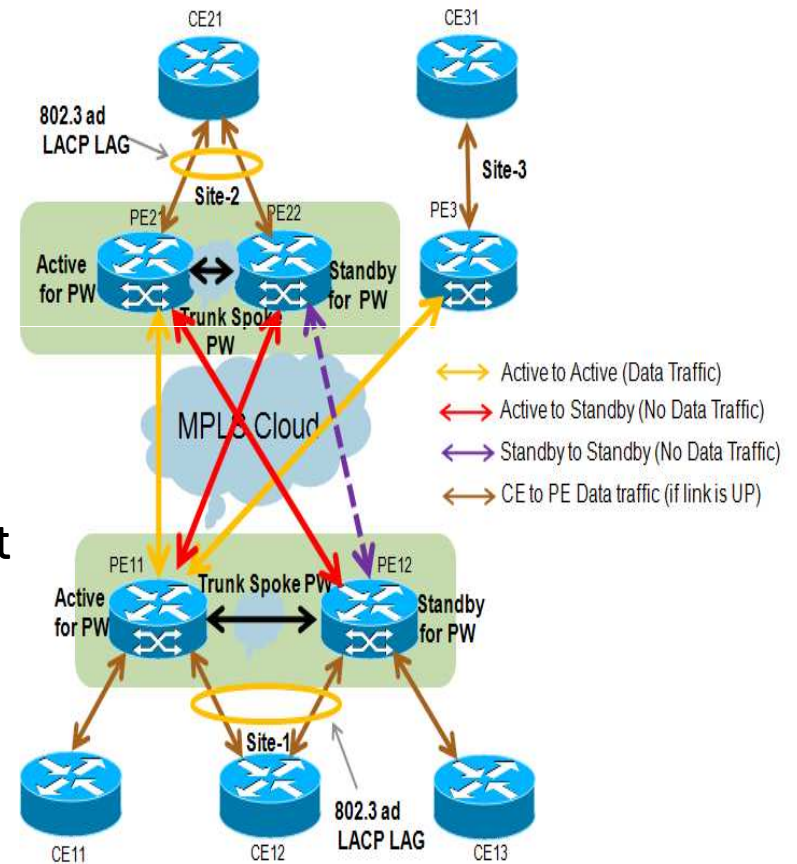 CE21
CE31
802.3 ad
LACP LAG
Site-2
Site-3
PE21
PE22
PE3
Active
for PW
Standby
for PW
Trunk Spoke
PW
Active to Active (Data Traffic)
MPLS Cloud
Active to Standby (No Data Traffic)
Standby to Standby (No Data Traffic)
CE to PE Data traffic (if link is UP)
t
PE11
PE12
Trunk Spoke PW
Active
for PW
Standby
for PW
Site-1
802.3 ad
LACP LAG
CE11
CE12
CE13